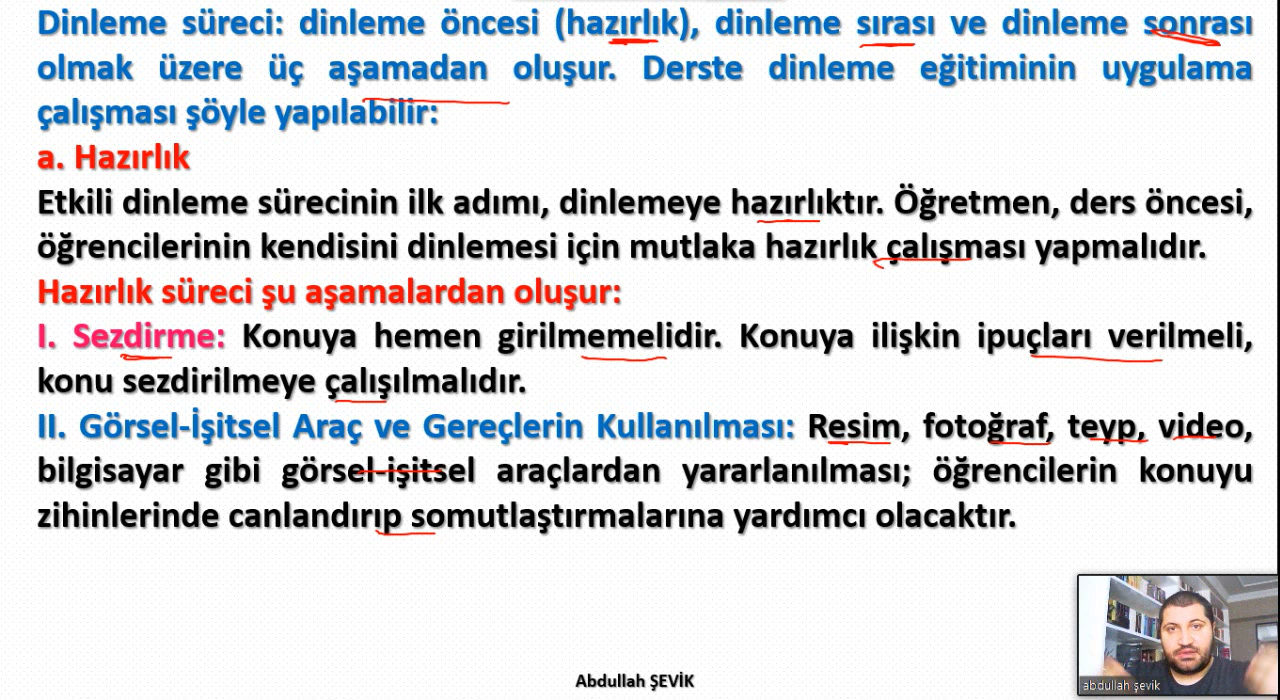 Dinleme süreci: dinleme öncesi (hazırlık), dinleme sırası ve dinleme sonrası
olmak üzere üç aşamadan oluşur. Derste dinleme eğitiminin uygulama
çalışması şöyle yapılabilir:
a. Hazırlık
Etkili dinleme sürecinin ilk adımı, dinlemeye hazırlıktır. Öğretmen, ders öncesi,
öğrencilerinin kendisini dinlemesi için mutlaka hazırlık çalışması yapmalıdır.
Hazırlık süreci şu aşamalardan oluşur:
I. Sezdirme: Konuya hemen girilmemelidir. Konuya ilişkin ipuçları verilmeli,
konu sezdirilmeye çalışılmalıdır.
II. Görsel-İşitsel Araç ve Gereçlerin Kullanılması: Resim, fotoğraf, teyp, video,
bilgisayar gibi görsel-işitsel araçlardan yararlanılması; öğrencilerin konuyu
zihinlerinde canlandırıp somutlaştırmalarına yardımcı olacaktır.
abdullah şevik
Abdullah ŞEVİK